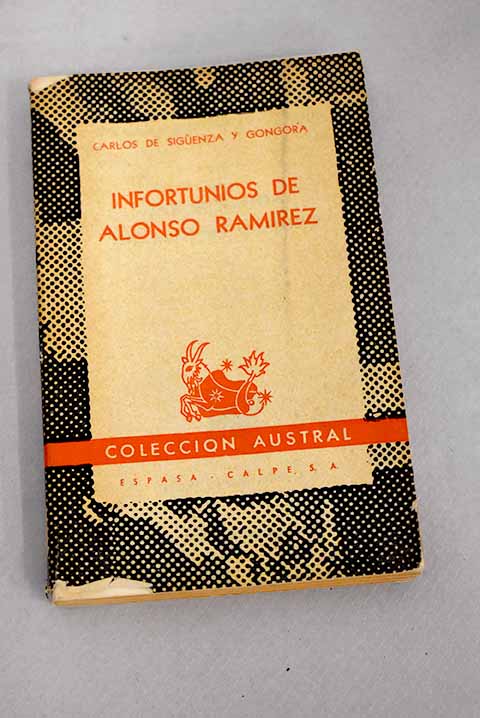 CARLOS DE SIGÜENZA Y GONGORA
INFORTUNIOS DE
ALONSO RAMIREZ
COLECCION AUSTRAL
ESPASA - CALPE, S. A.